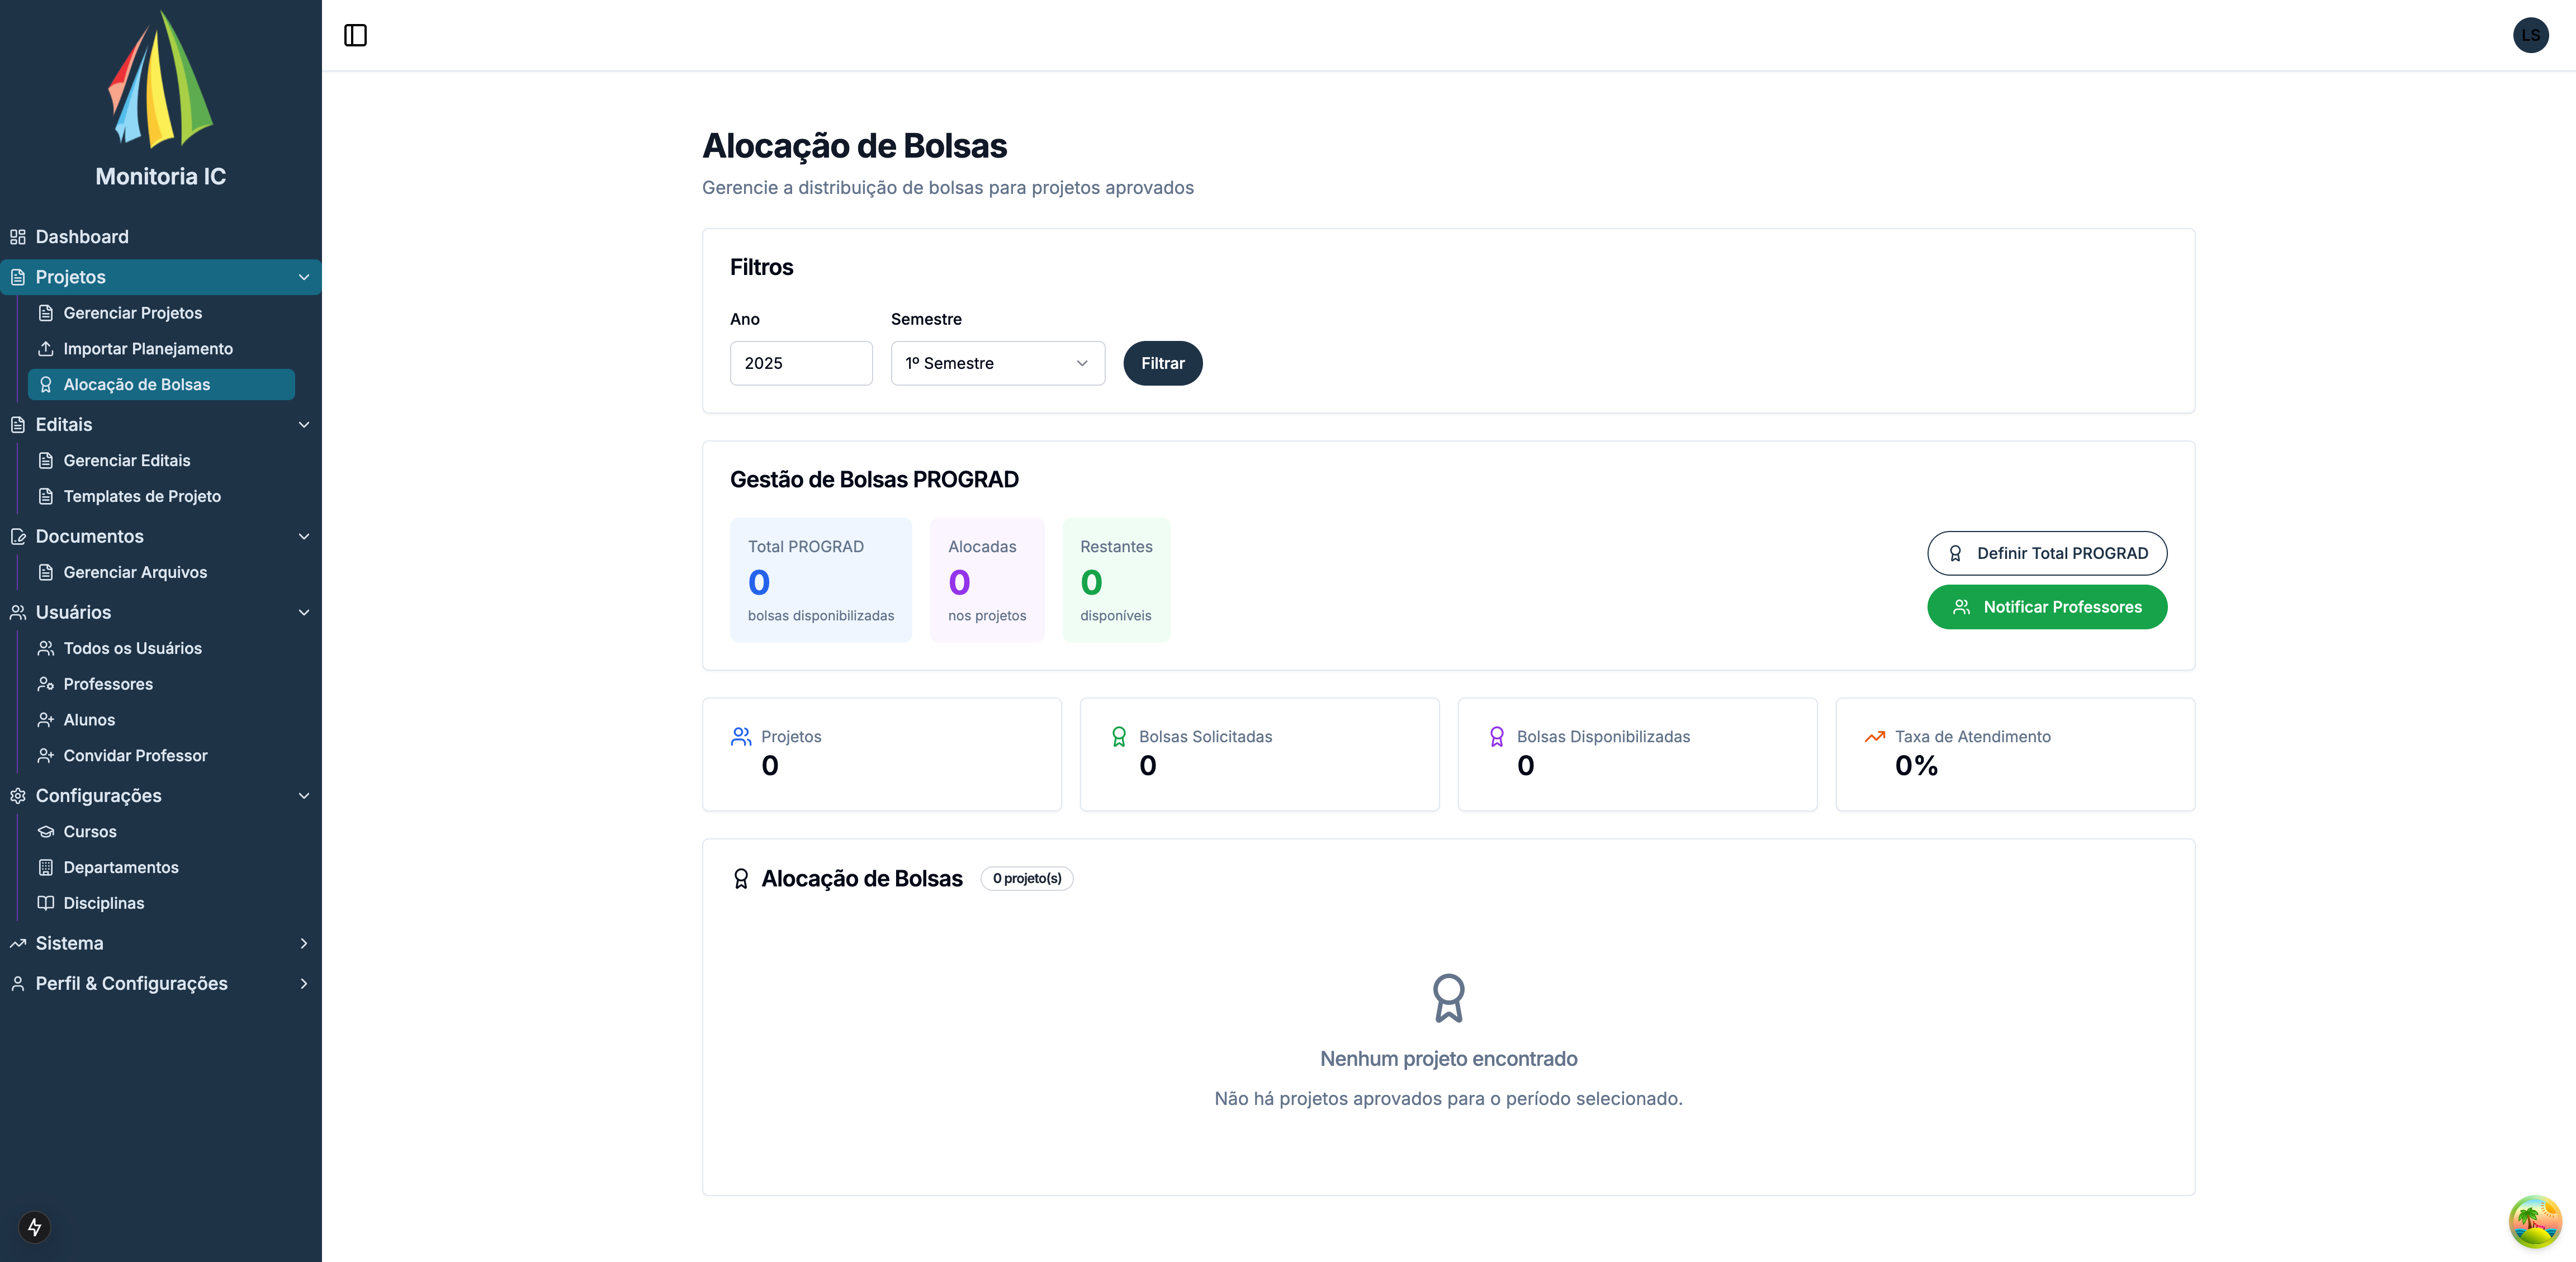 Monitoria IC
Dashboard
Projetos
Gerenciar Projetos
Importar Planejamento
Alocação de Bolsas
Editais
Gerenciar Editais
Templates de Projeto
Documentos
Gerenciar Arquivos
Usuários
Todos os Usuários
Professores
Alunos
Convidar Professor
Configurações
Cursos
Departamentos
Disciplinas
Sistema
Perfil & Configurações
LS
Alocação de Bolsas
Gerencie a distribuição de bolsas para projetos aprovados
Filtros
Ano
Semestre
2025
1º Semestre
Filtrar
Gestão de Bolsas PROGRAD
Total PROGRAD
0
bolsas disponibilizadas
Alocadas
0
nos projetos
Restantes
0
disponíveis
Definir Total PROGRAD
Notificar Professores
Projetos
0
Bolsas Solicitadas
0
Bolsas Disponibilizadas
0
Taxa de Atendimento
0%
Alocação de Bolsas
0 projeto(s)
Nenhum projeto encontrado
Não há projetos aprovados para o período selecionado.